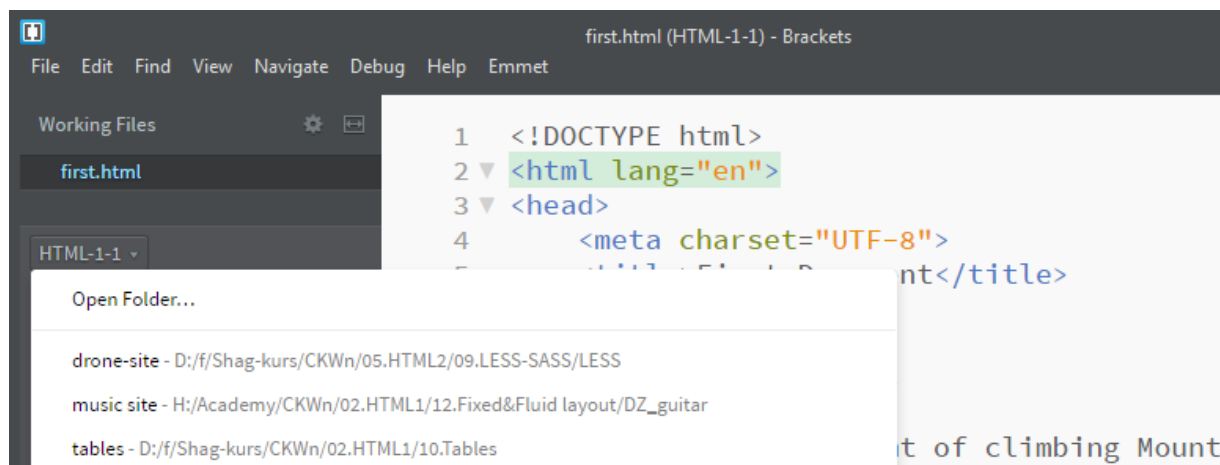 first.html (HTML-1-1) - Brackets
File Edit Find View Navigate Debug Help Emmet
Working Files
first.html
HTML-1-1
1 <!DOCTYPE html>
2 <html lang="en">
3 <head>
4 <meta charset="UTF-8">
nt</title>
Open Folder...
drone-site - D:/f/Shag-kurs/CKWn/05.HTML2/09.LESS-SASS/LESS
music site - H:/Academy/CKWn/02.HTML1/12.Fixed&Fluid layout/DZ_guitar
tables - D:/f/Shag-kurs/CKWn/02.HTML1/10.Tables
of climbing Mount